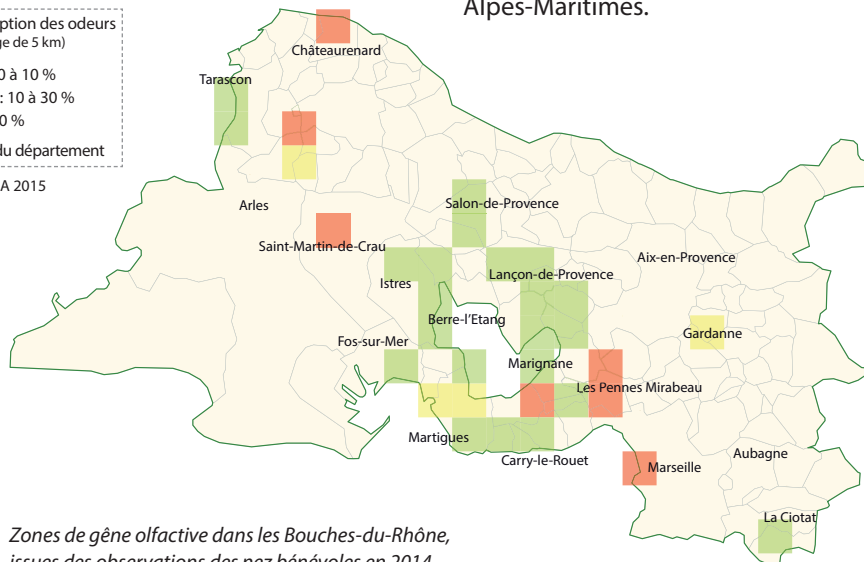 Alpes-Maritimes.
ption des odeurs
ge de 5 km)
0 à 10 %
: 10 à 30 %
0 %
du département
A 2015
Châteaurenard
Tarascon
Arles
Salon-de-Provence
Saint-Martin-de-Crau
Aix-en-Provence
Lançon-de-Provence
Istres
Berre-l'Etang
Gardanne
Fos-sur-Mer
Marignane
Les Pennes Mirabeau
Martigues
Aubagne
Carry-le-Rouet
Marseille
La Ciotat
Zones de gêne olfactive dans les Bouches-du-Rhône,
issues des observations des nez bénévoles en 2014